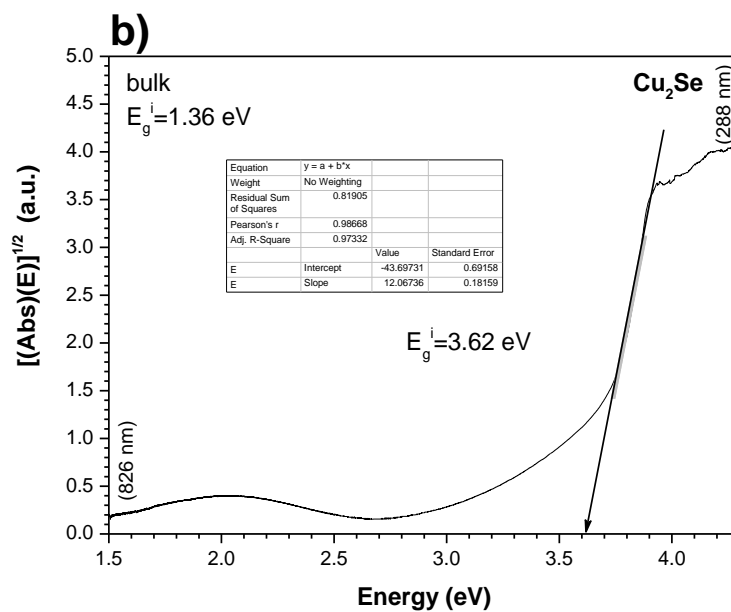 b)
bulk
E_g^i=1.36 eV
Cu₂Se
(288 nm)
Equation y = a + b*x
Weight No Weighting
Residual Sum of Squares 0.81905
Pearson's r 0.98668
Adj. R-Square 0.97332
Value Standard Error
E Intercept -43.69731 0.69158
E Slope 12.06736 0.18159
E_g^i=3.62 eV
(826 nm)
[(Abs)(E)]^1/2 (a.u.)
5.0
4.5
4.0
3.5
3.0
2.5
2.0
1.5
1.0
0.5
0.0
1.5 2.0 2.5 3.0 3.5 4.0
Energy (eV)